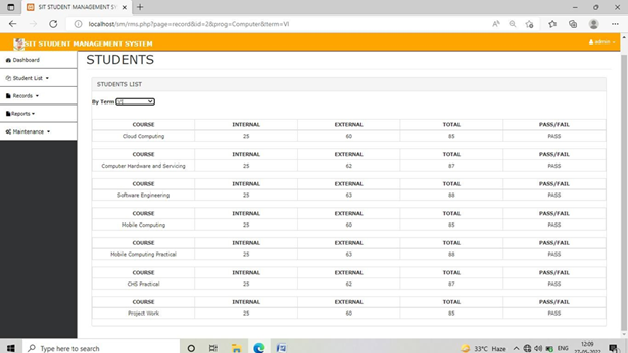 SIT STUDENT MANAGEMENT SY
localhost/srn/rms.php?page=record&id=2&prog=Computer&term=VI
SIT STUDENT MANAGEMENT SYSTEM
admin
Dashboard
Student List
Records
Reports
Maintenance
STUDENTS
STUDENTS LIST
By Term VI
COURSE INTERNAL EXTERNAL TOTAL PASS/FAIL
Cloud Computing 25 60 85 PASS
COURSE INTERNAL EXTERNAL TOTAL PASS/FAIL
Computer Hardware and Servicing 25 62 87 PASS
COURSE INTERNAL EXTERNAL TOTAL PASS/FAIL
Software Engineering 25 63 88 PASS
COURSE INTERNAL EXTERNAL TOTAL PASS/FAIL
Mobile Computing 25 60 85 PASS
COURSE INTERNAL EXTERNAL TOTAL PASS/FAIL
Mobile Computing Practical 25 63 88 PASS
COURSE INTERNAL EXTERNAL TOTAL PASS/FAIL
CHS Practical 25 62 87 PASS
COURSE INTERNAL EXTERNAL TOTAL PASS/FAIL
Project Work 25 60 85 PASS
Type here to search
33°C Haze
ENG
12:09
27-05-2022